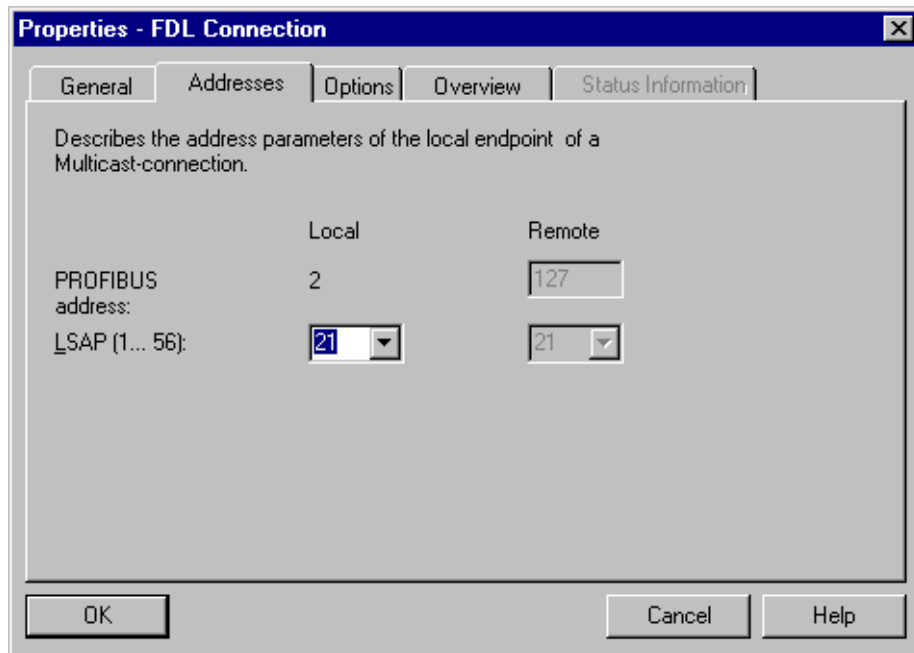 Properties - FDL Connection
General Addresses Options Overview Status Information
Describes the address parameters of the local endpoint of a
Multicast-connection.
Local Remote
PROFIBUS 2 127
address:
LSAP (1... 56): 21 21
OK Cancel Help